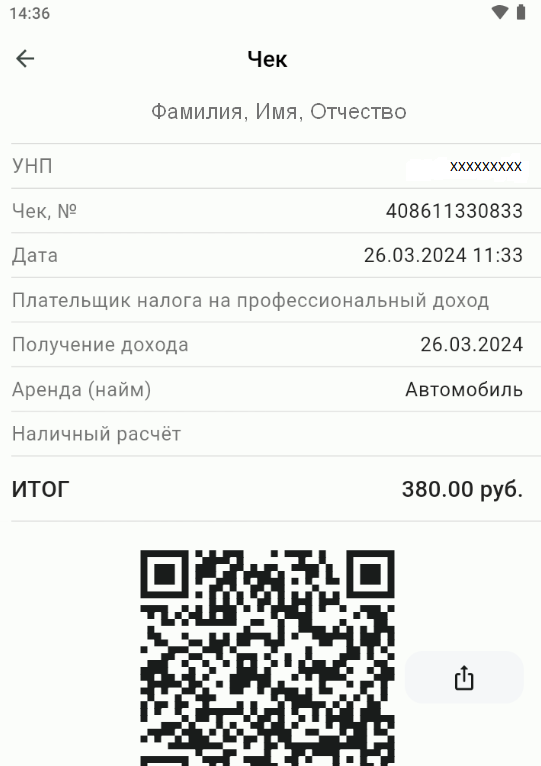 14:36
Чек
Фамилия, Имя, Отчество
УНП xxxxxxxxx
Чек, № 408611330833
Дата 26.03.2024 11:33
Плательщик налога на профессиональный доход
Получение дохода 26.03.2024
Аренда (найм) Автомобиль
Наличный расчёт
ИТОГ 380.00 руб.